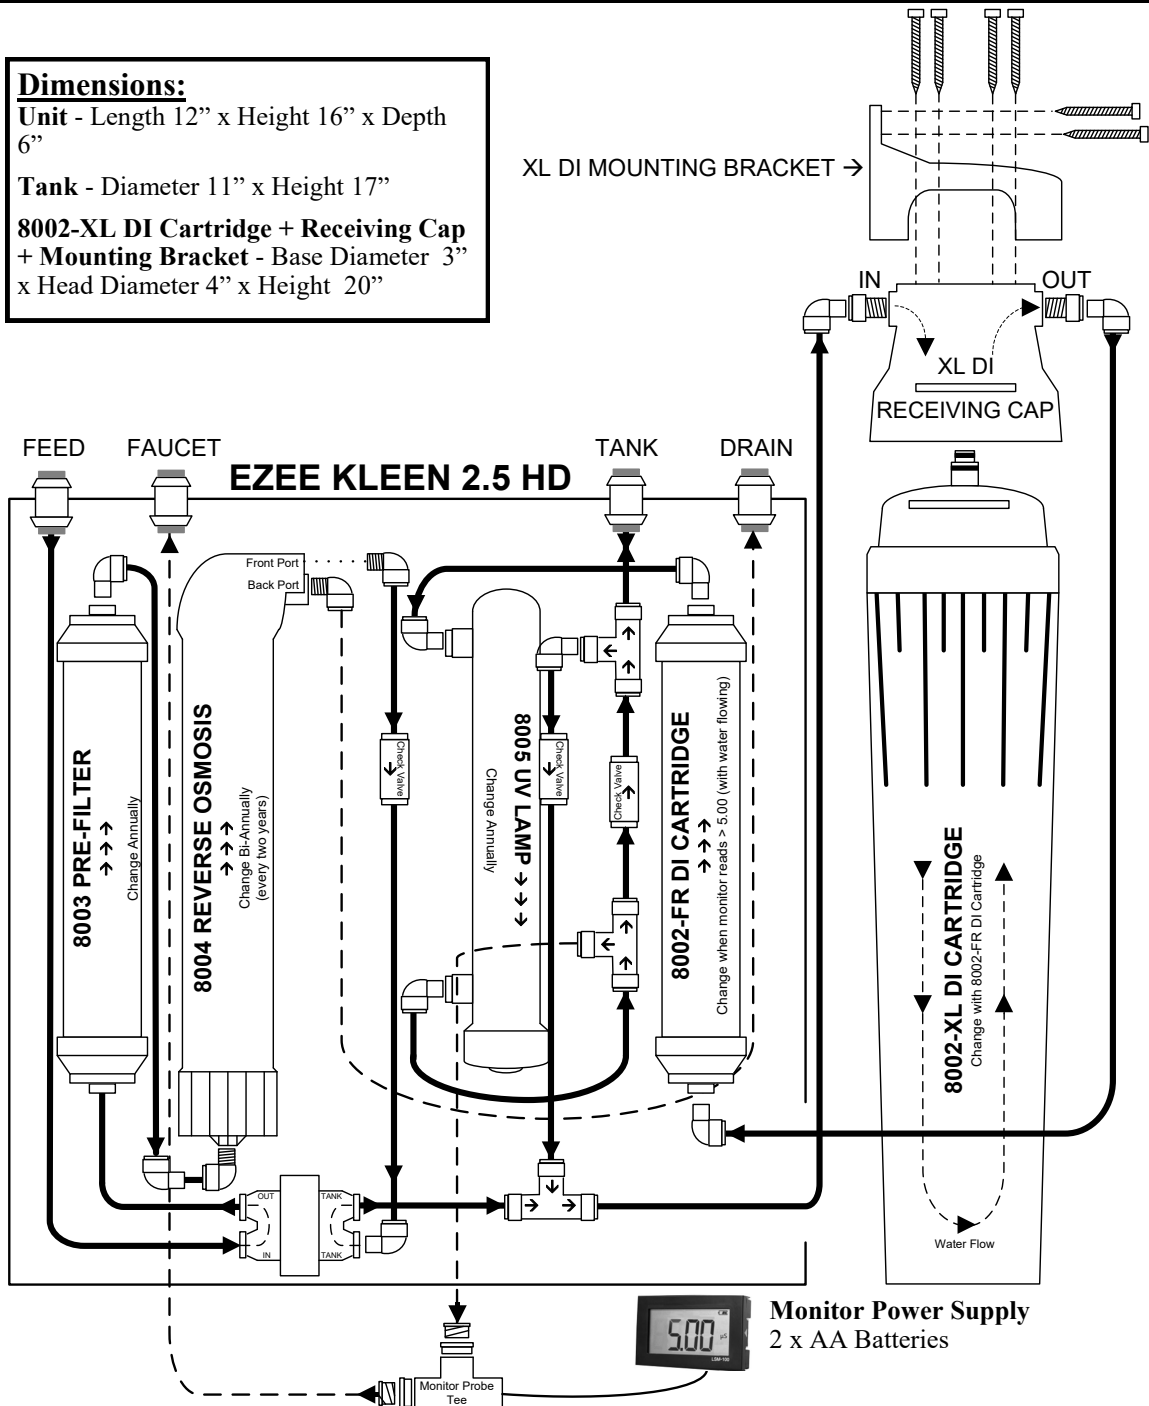 Dimensions:
Unit - Length 12” x Height 16” x Depth
6”
Tank - Diameter 11” x Height 17”
8002-XL DI Cartridge + Receiving Cap
+ Mounting Bracket - Base Diameter 3”
x Head Diameter 4” x Height 20”
XL DI MOUNTING BRACKET →
IN
OUT
XL DI
RECEIVING CAP
FEED
FAUCET
TANK
DRAIN
EZEE KLEEN 2.5 HD
Front Port
Back Port
8003 PRE-FILTER
→→→
Change Annually
8004 REVERSE OSMOSIS
→→→
Change Bi-Annually
(every two years)
Check Valve
8005 UV LAMP →→→
Change Annually
Check Valve
Check Valve
8002-FR DI CARTRIDGE
→→→
Change when monitor reads > 5.00 (with water flowing)
8002-XL DI CARTRIDGE
Change with 8002-FR DI Cartridge
Water Flow
OUT
TANK
IN
TANK
Monitor Probe
Tee
5.00 µS
LSM-100
Monitor Power Supply
2 x AA Batteries